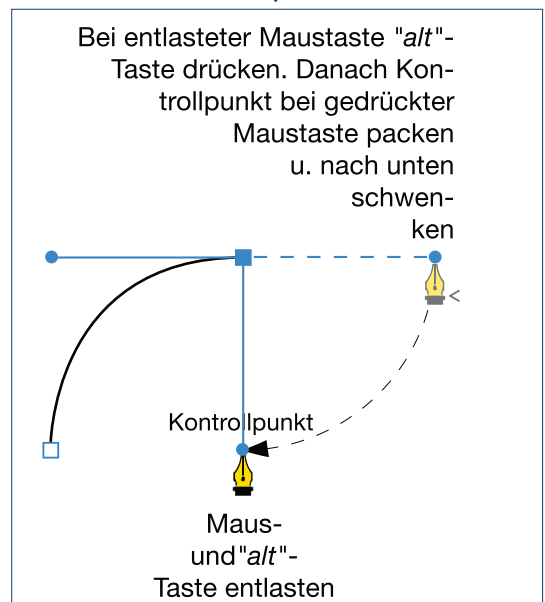 Bei entlasteter Maustaste "alt"-
Taste drücken. Danach Kon-
trollpunkt bei gedrückter
Maustaste packen
u. nach unten
schwen-
ken
Kontrollpunkt
Maus-
und"alt"-
Taste entlasten